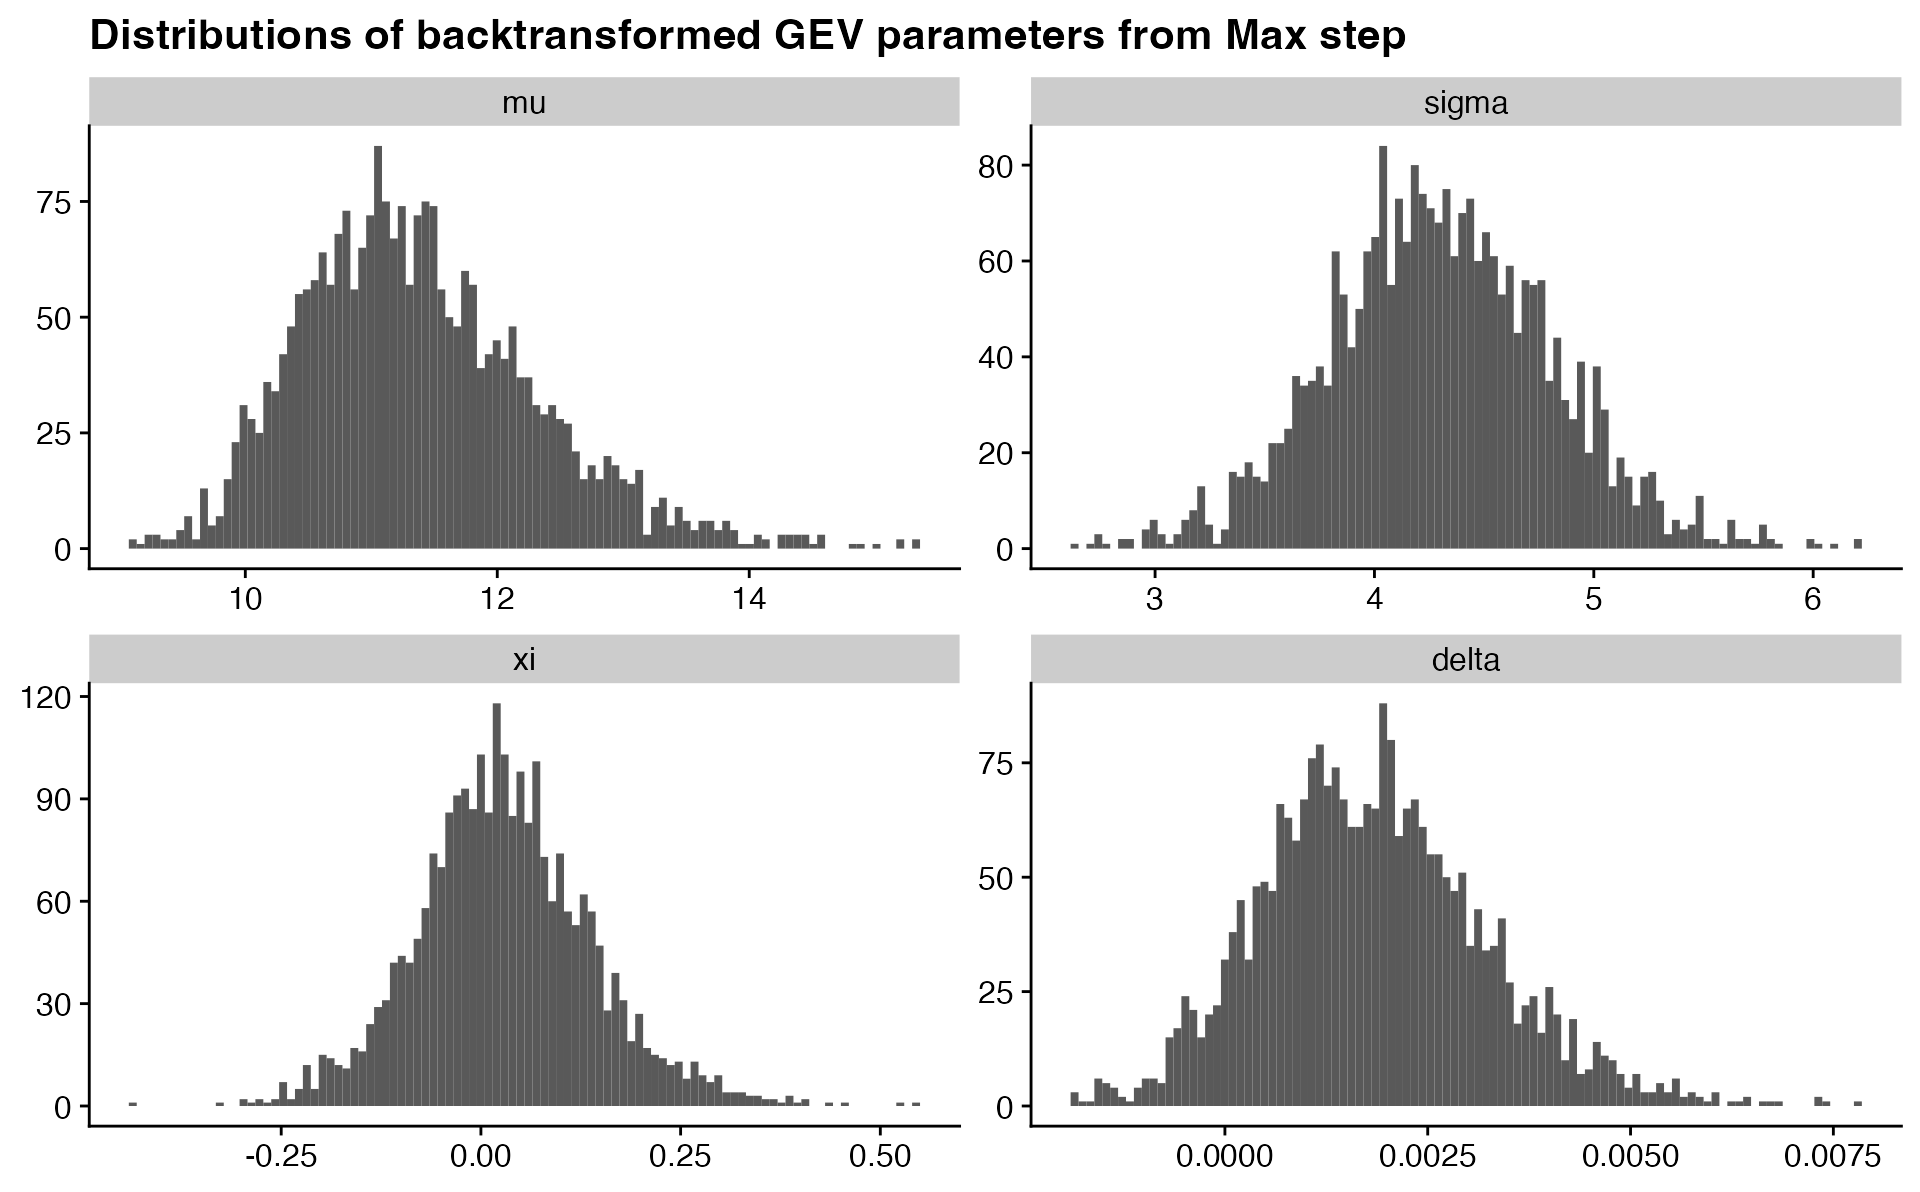 Distributions of backtransformed GEV parameters from Max step
mu
75
50
25
0
10 12 14
sigma
80
60
40
20
0
3 4 5 6
xi
120
90
60
30
0
-0.25 0.00 0.25 0.50
delta
75
50
25
0
0.0000 0.0025 0.0050 0.0075